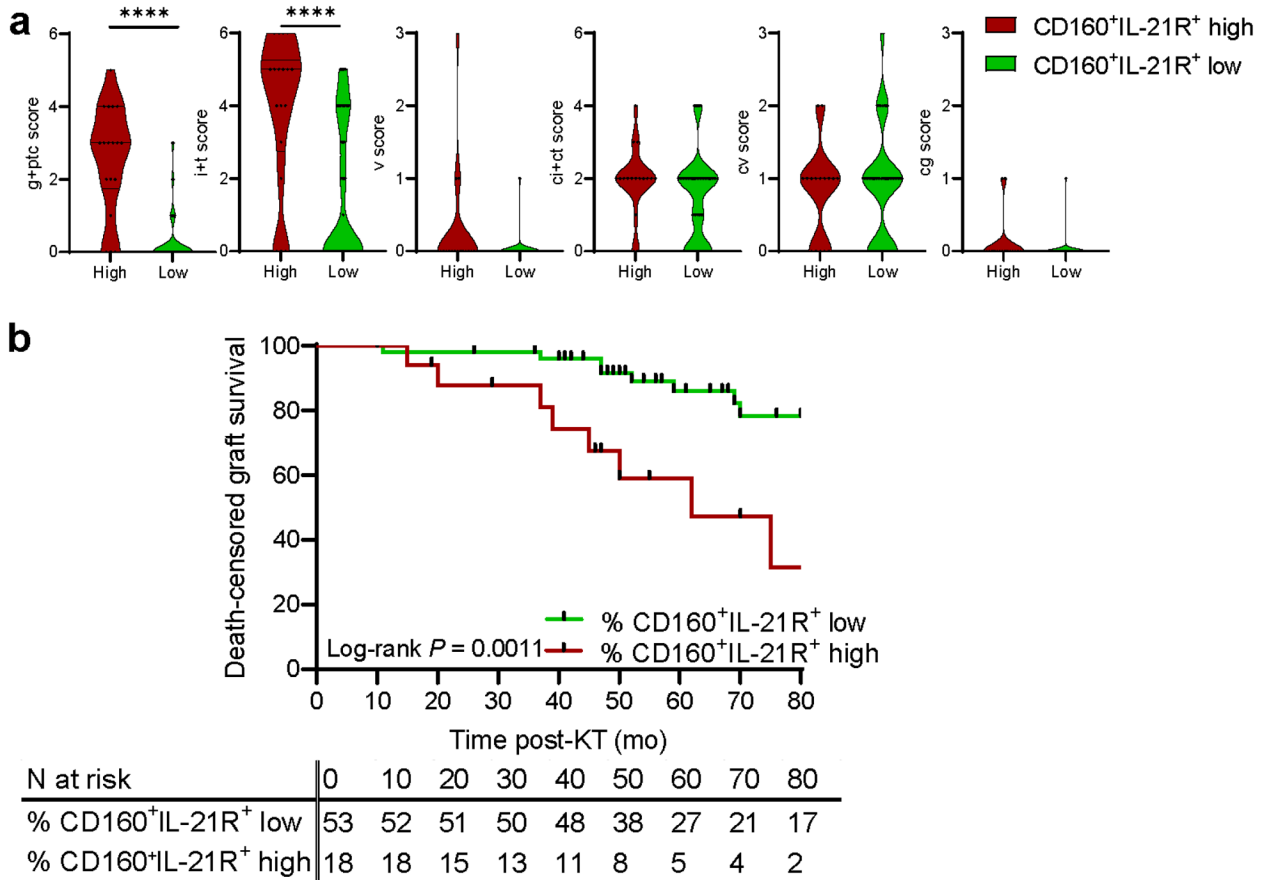 a
****
****
CD160+IL-21R+ high
CD160+IL-21R+ low
g+ptc score
6
4
2
0
High Low
i+t score
6
4
2
0
High Low
v score
3
2
1
0
High Low
ci+ct score
6
4
2
0
High Low
cv score
3
2
1
0
High Low
cg score
3
2
1
0
High Low
b
Death-censored graft survival
100
80
60
40
20
0
% CD160+IL-21R+ low
Log-rank P = 0.0011 % CD160+IL-21R+ high
0 10 20 30 40 50 60 70 80
Time post-KT (mo)
N at risk 0 10 20 30 40 50 60 70 80
% CD160+IL-21R+ low 53 52 51 50 48 38 27 21 17
% CD160+IL-21R+ high 18 18 15 13 11 8 5 4 2